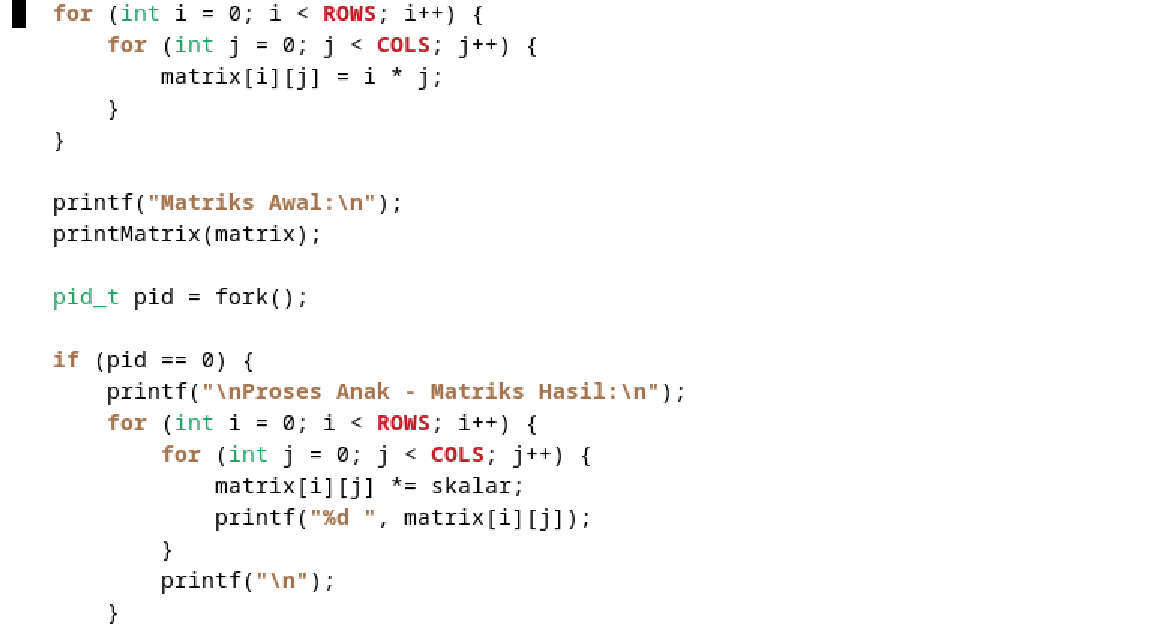 for (int i = 0; i < ROWS; i++) {
    for (int j = 0; j < COLS; j++) {
        matrix[i][j] = i * j;
    }
}

printf("Matriks Awal:\n");
printMatrix(matrix);

pid_t pid = fork();

if (pid == 0) {
    printf("\nProses Anak - Matriks Hasil:\n");
    for (int i = 0; i < ROWS; i++) {
        for (int j = 0; j < COLS; j++) {
            matrix[i][j] *= skalar;
            printf("%d ", matrix[i][j]);
        }
        printf("\n");
    }